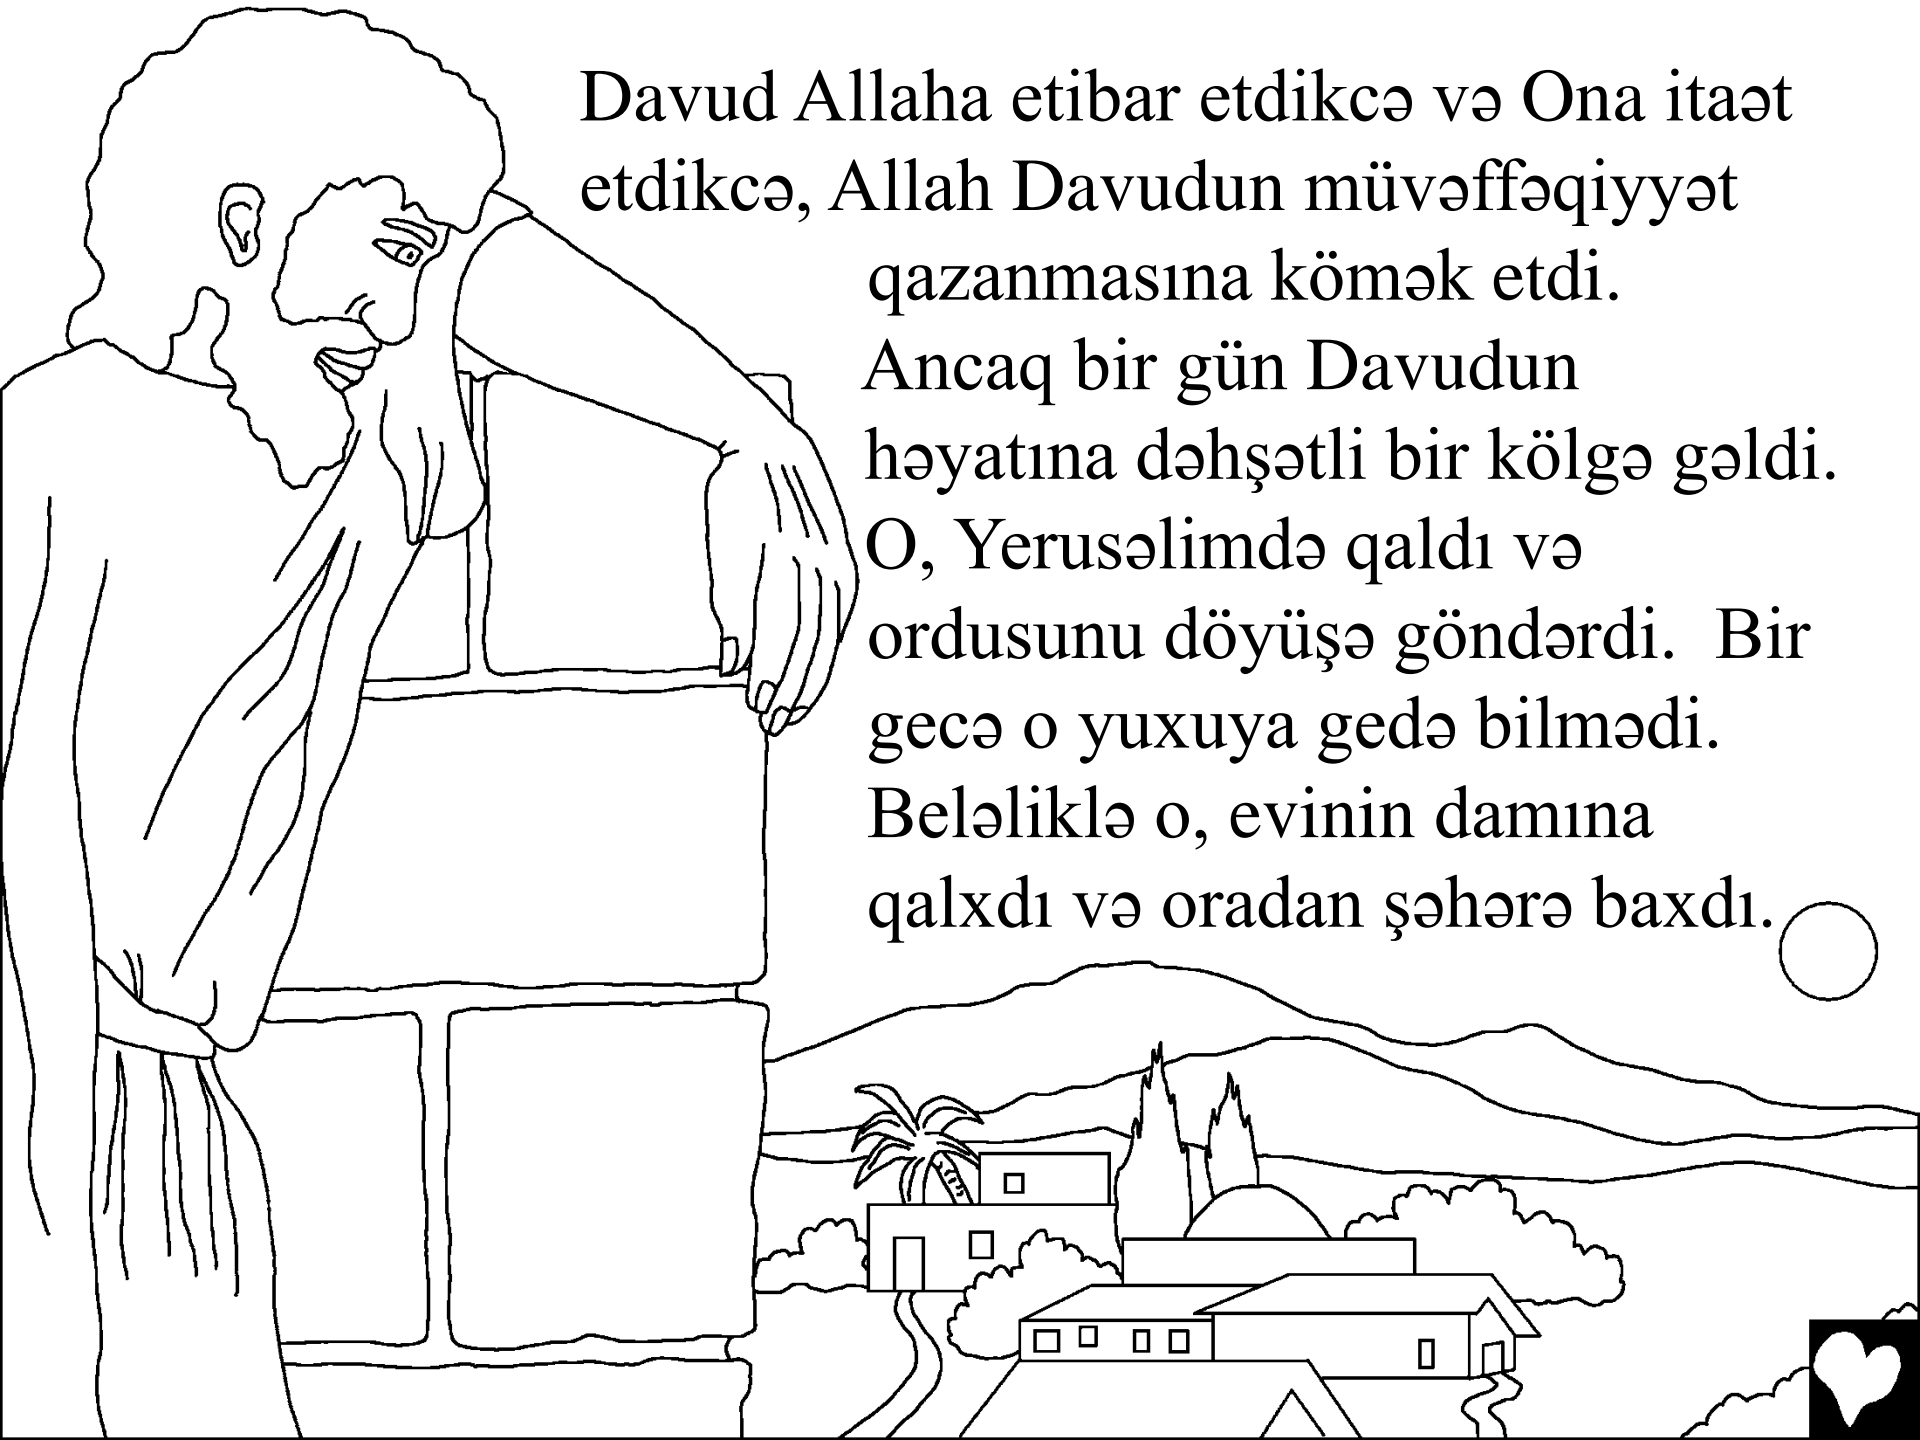 Davud Allaha etibar etdikcə və Ona itaət
etdikcə, Allah Davudun müvəffəqiyyət
qazanmasına kömək etdi.
Ancaq bir gün Davudun
həyatına dəhşətli bir kölgə gəldi.
O, Yerusəlimdə qaldı və
ordusunu döyüşə göndərdi.  Bir
gecə o yuxuya gedə bilmədi.
Beləliklə o, evinin damına
qalxdı və oradan şəhərə baxdı.